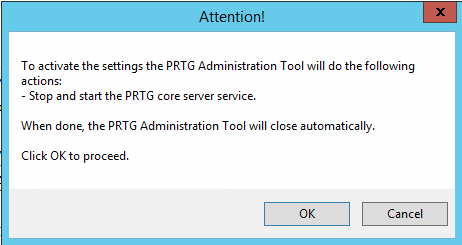 Attention!
x
To activate the settings the PRTG Administration Tool will do the following
actions:
- Stop and start the PRTG core server service.
When done, the PRTG Administration Tool will close automatically.
Click OK to proceed.
OK
Cancel